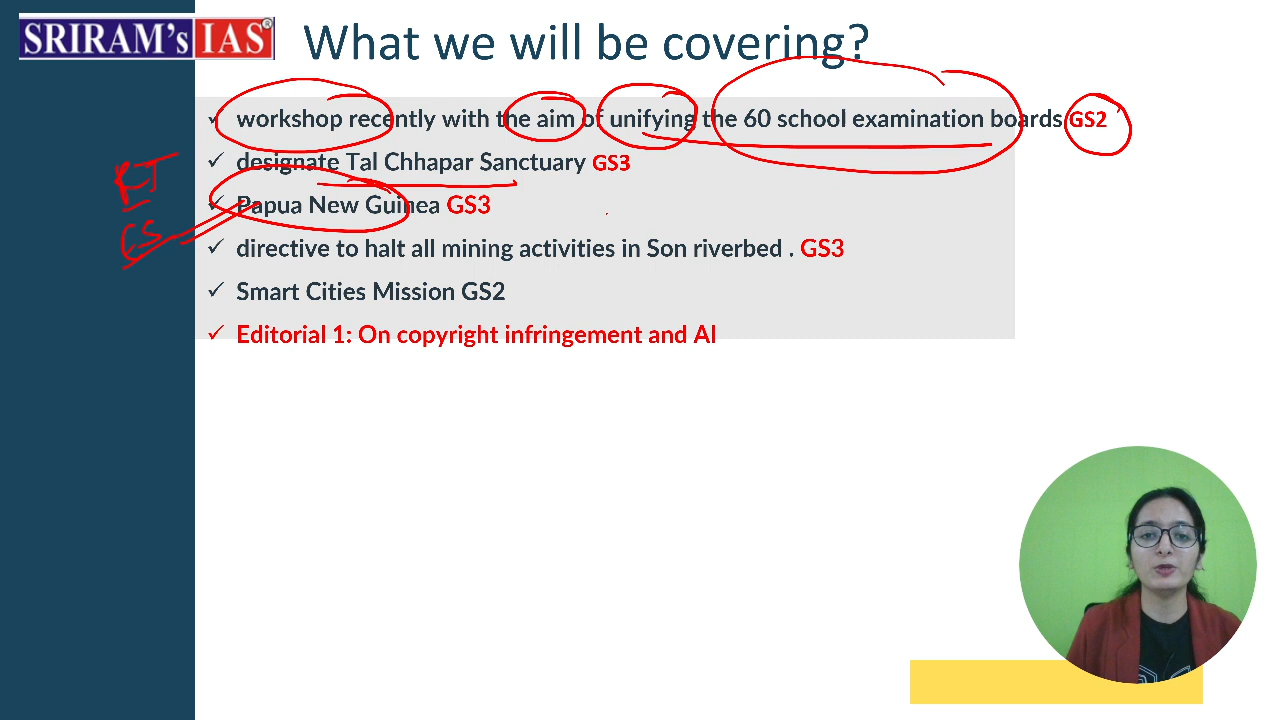 SRIRAM's IAS®
What we will be covering?
✓ workshop recently with the aim of unifying the 60 school examination boards GS2
✓ designate Tal Chhapar Sanctuary GS3
✓ Papua New Guinea GS3
✓ directive to halt all mining activities in Son riverbed . GS3
✓ Smart Cities Mission GS2
✓ Editorial 1: On copyright infringement and AI